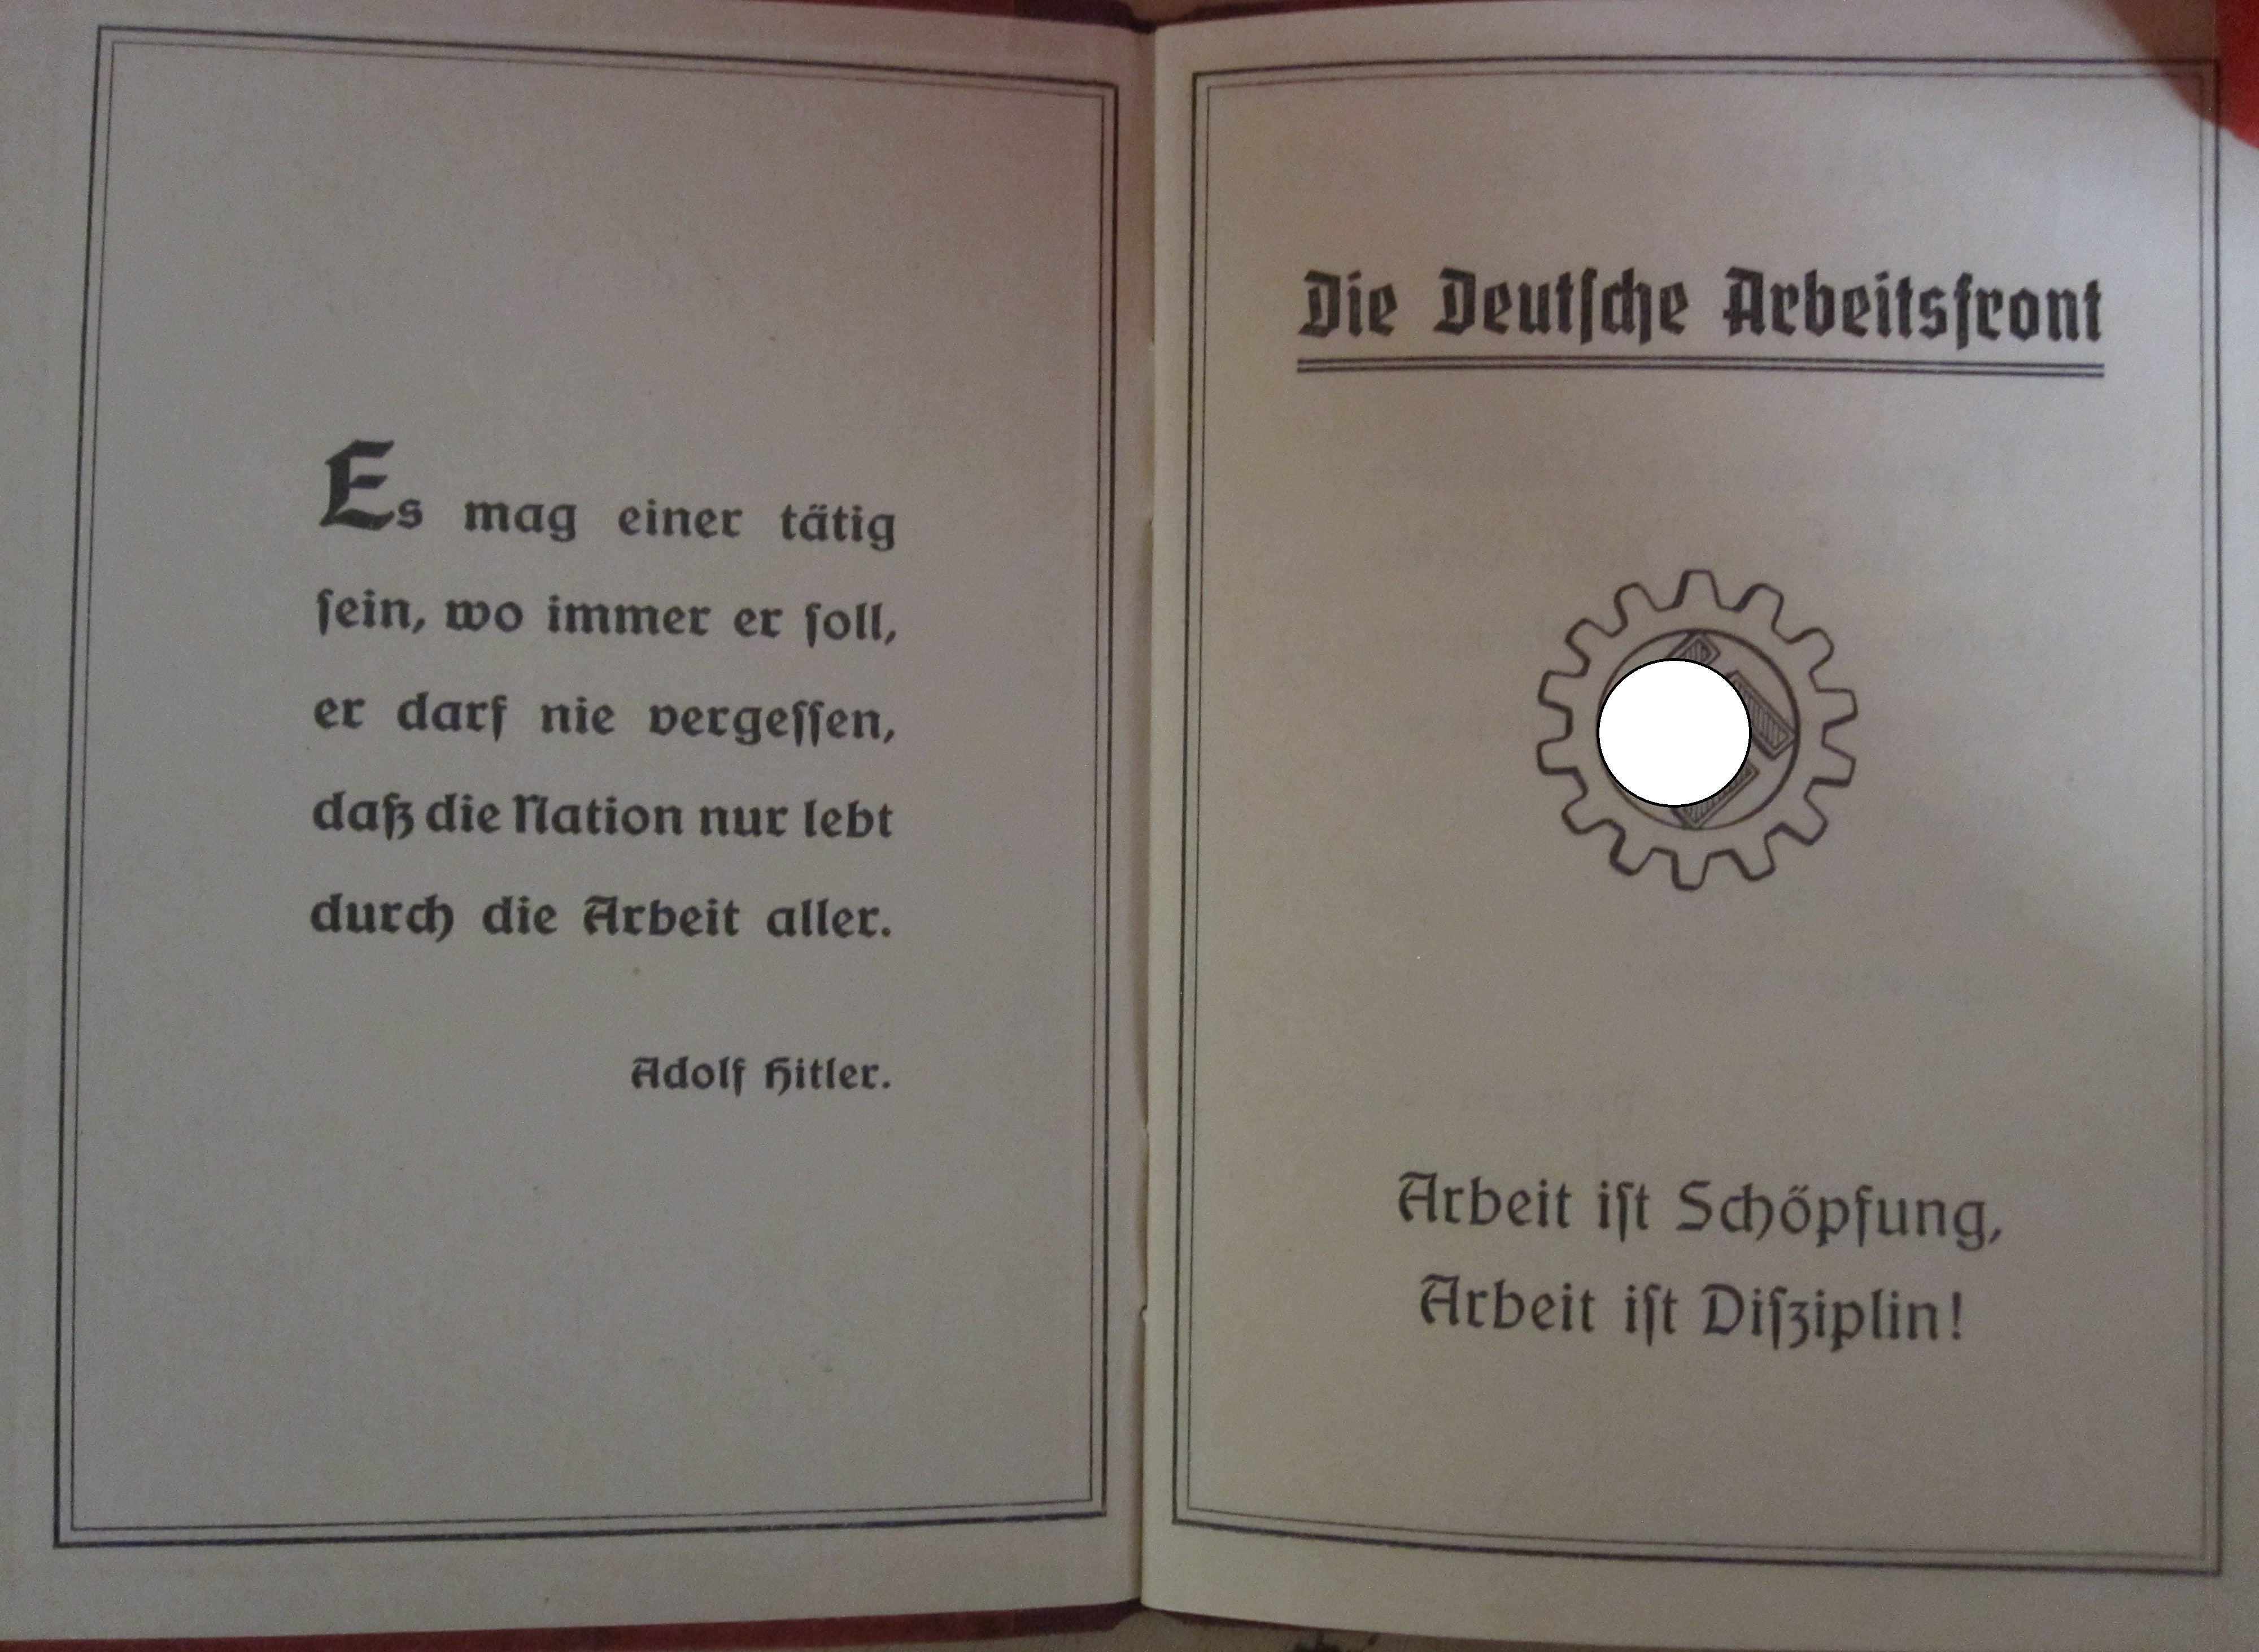 Es mag einer tätig
ſein, wo immer er ſoll,
er darf nie vergeſſen,
daß die Nation nur lebt
durch die Arbeit aller.
Adolf Hitler.
Die Deutſche Arbeitsfront
Arbeit iſt Schöpfung,
Arbeit iſt Diſziplin!